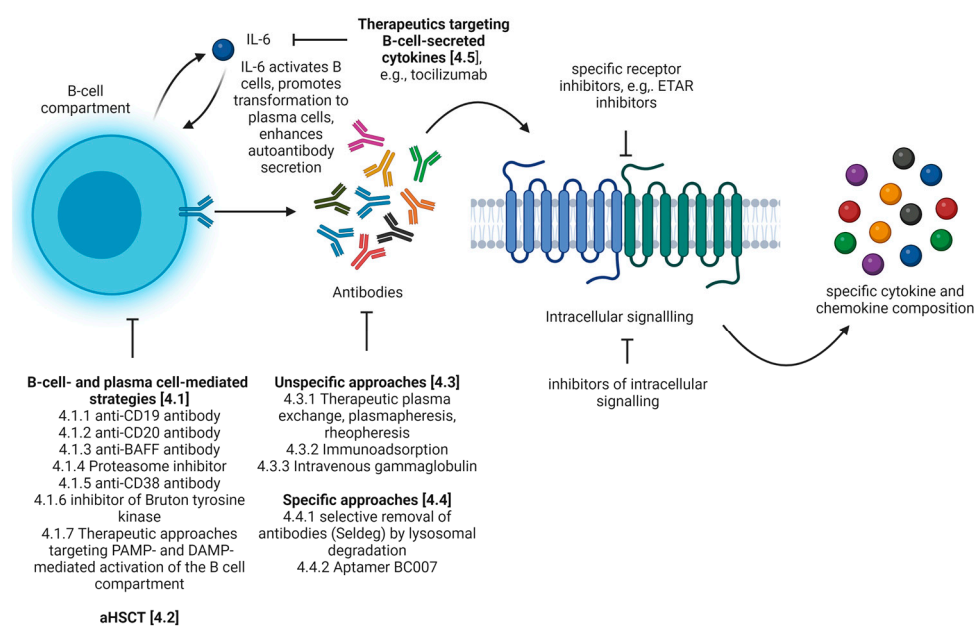 IL-6
Therapeutics targeting
B-cell-secreted
cytokines [4.5],
e.g., tocilizumab
B-cell
compartment
IL-6 activates B
cells, promotes
transformation to
plasma cells,
enhances
autoantibody
secretion
specific receptor
inhibitors, e.g,. ETAR
inhibitors
Antibodies
Intracellular signallling
specific cytokine and
chemokine composition
inhibitors of intracellular
signalling
B-cell- and plasma cell-mediated
strategies [4.1]
4.1.1 anti-CD19 antibody
4.1.2 anti-CD20 antibody
4.1.3 anti-BAFF antibody
4.1.4 Proteasome inhibitor
4.1.5 anti-CD38 antibody
4.1.6 inhibitor of Bruton tyrosine
kinase
4.1.7 Therapeutic approaches
targeting PAMP- and DAMP-
mediated activation of the B cell
compartment
aHSCT [4.2]
Unspecific approaches [4.3]
4.3.1 Therapeutic plasma
exchange, plasmapheresis,
rheopheresis
4.3.2 Immunoadsorption
4.3.3 Intravenous gammaglobulin
Specific approaches [4.4]
4.4.1 selective removal of
antibodies (Seldeg) by lysosomal
degradation
4.4.2 Aptamer BC007